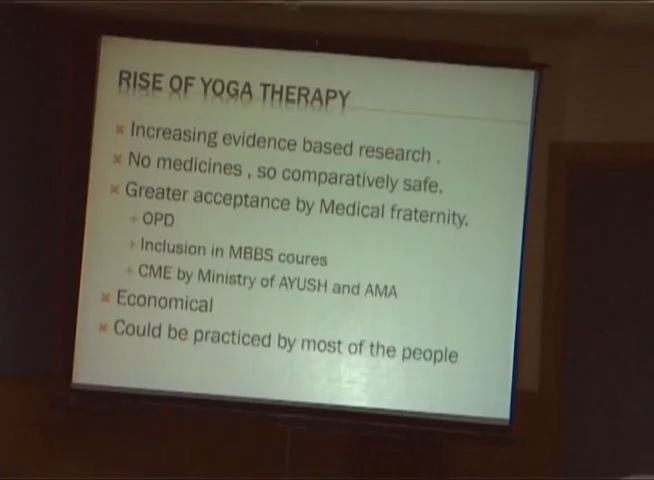 RISE OF YOGA THERAPY
Increasing evidence based research .
No medicines , so comparatively safe.
Greater acceptance by Medical fraternity.
OPD
Inclusion in MBBS coures
CME by Ministry of AYUSH and AMA
Economical
Could be practiced by most of the people